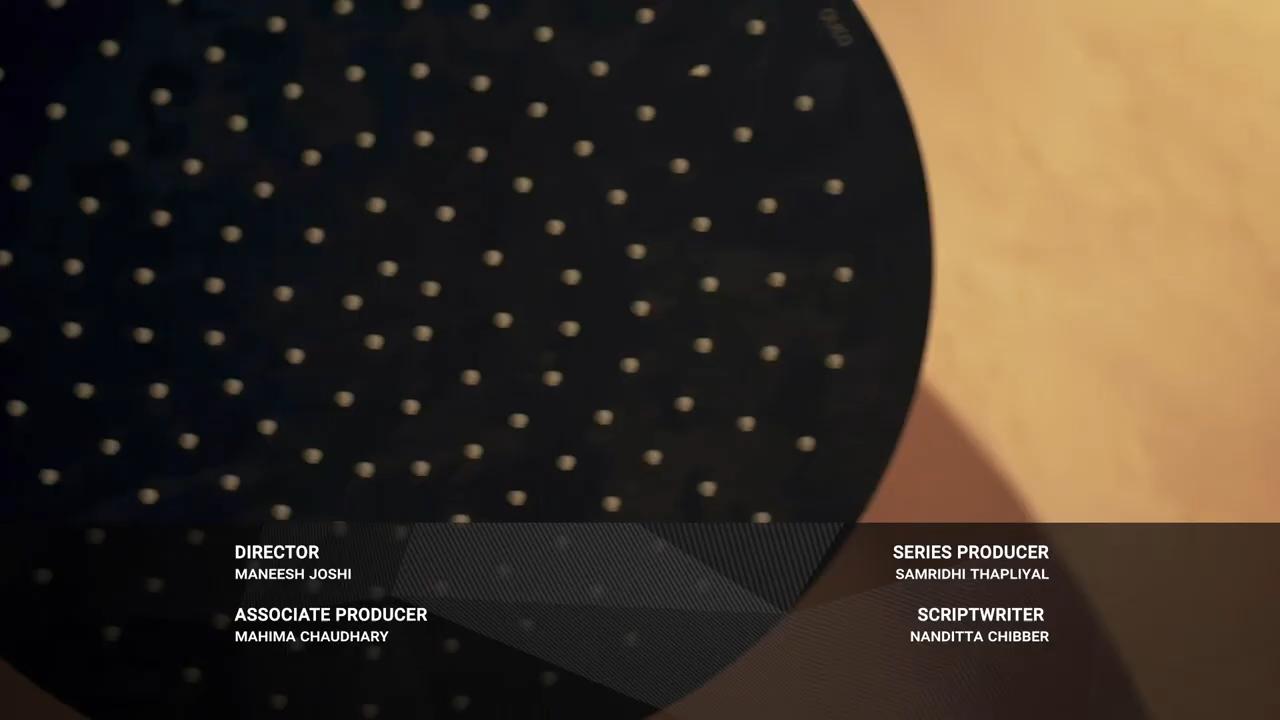 DIRECTOR
MANEESH JOSHI
ASSOCIATE PRODUCER
MAHIMA CHAUDHARY
SERIES PRODUCER
SAMRIDHI THAPLIYAL
SCRIPTWRITER
NANDITTA CHIBBER